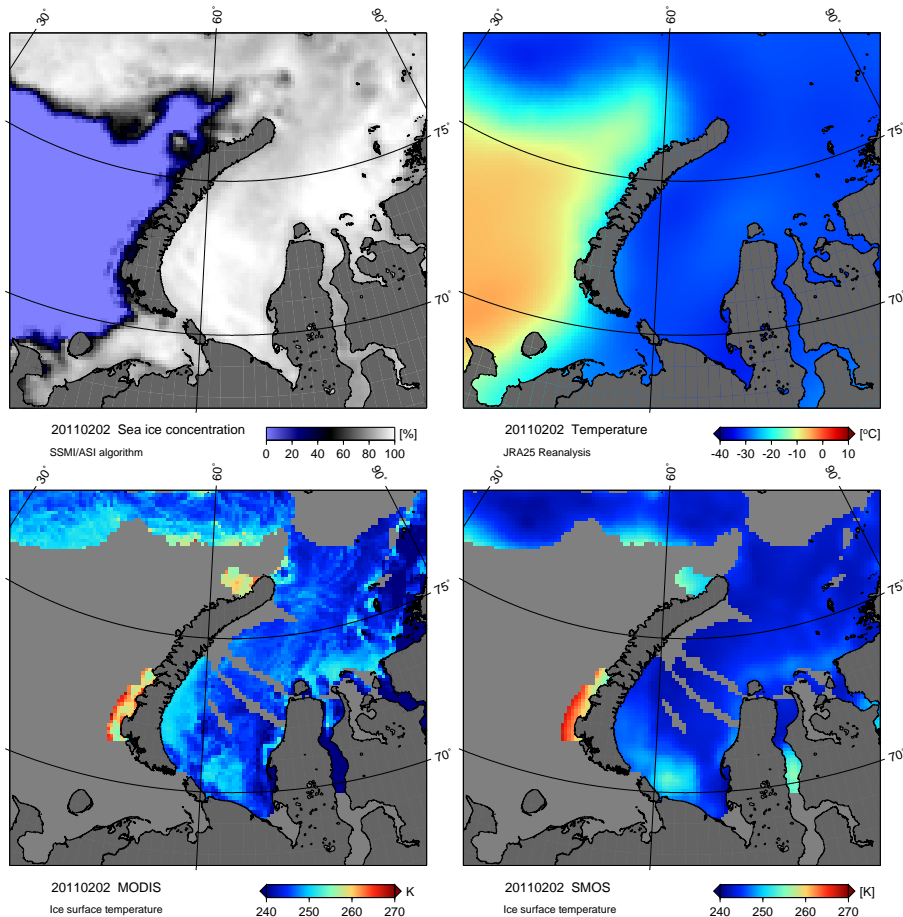 30° 60° 90°
75°
70°
20110202 Sea ice concentration
SSMI/ASI algorithm
[%]
0 20 40 60 80 100
30° 60° 90°
75°
70°
20110202 Temperature
JRA25 Reanalysis
[°C]
-40 -30 -20 -10 0 10
30° 60° 90°
75°
70°
20110202 MODIS
Ice surface temperature
K
240 250 260 270
30° 60° 90°
75°
70°
20110202 SMOS
Ice surface temperature
[K]
240 250 260 270